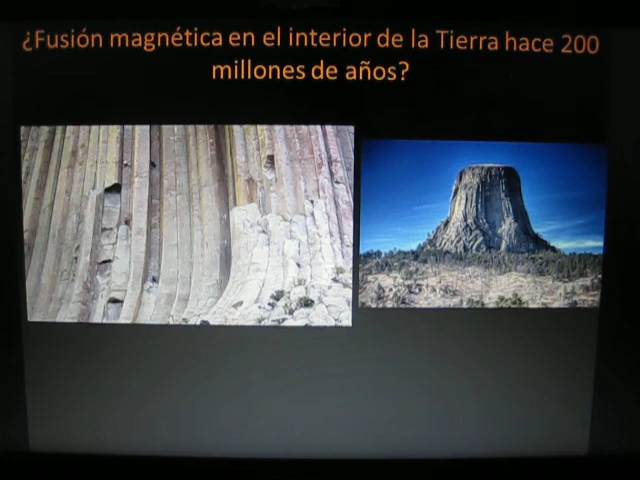 ¿Fusión magnética en el interior de la Tierra hace 200
millones de años?